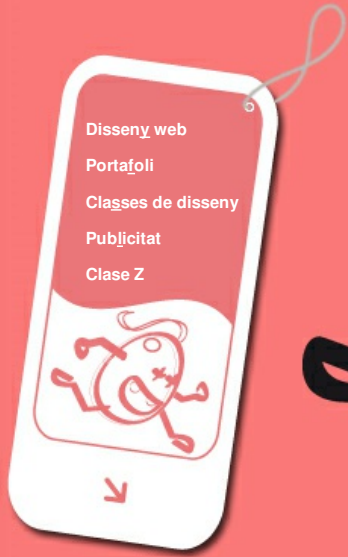 Disseny web
Portafoli
Classes de disseny
Publicitat
Clase Z